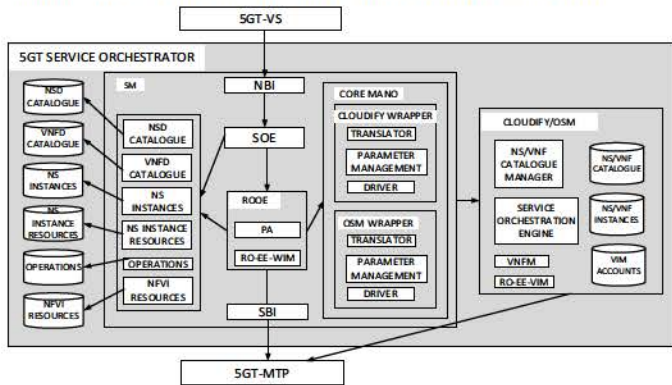 5GT-VS
5GT SERVICE ORCHESTRATOR
NSD
CATALOGUE
VNFD
CATALOGUE
NS
INSTANCES
NS
INSTANCE
RESOURCES
OPERATIONS
NFVI
RESOURCES
SM
NSD
CATALOGUE
VNFD
CATALOGUE
NS
INSTANCES
NS INSTANCE
RESOURCES
OPERATIONS
NFVI
RESOURCES
NBI
SOE
ROOE
PA
RO-EE-WIM
SBI
CORE MANO
CLOUDIFY WRAPPER
TRANSLATOR
PARAMETER
MANAGEMENT
DRIVER
OSM WRAPPER
TRANSLATOR
PARAMETER
MANAGEMENT
DRIVER
CLOUDIFY/OSM
NS/VNF
CATALOGUE
MANAGER
SERVICE
ORCHESTRATION
ENGINE
VNFM
RO-EE-VIM
NS/VNF
CATALOGUE
NS/VNF
INSTANCES
VIM
ACCOUNTS
5GT-MTP